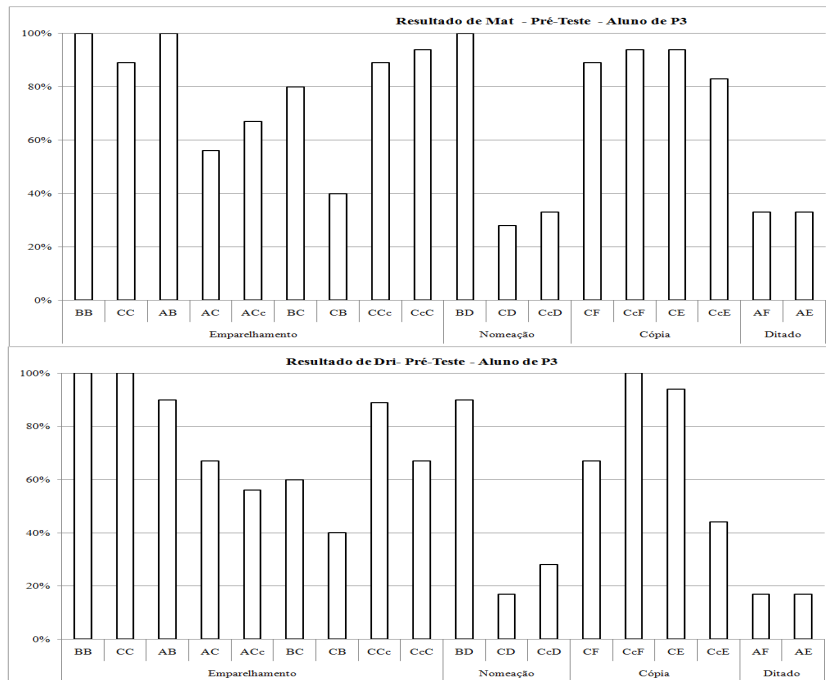 Resultado de Mat - Pré-Teste - Aluno de P3
100%
80%
60%
40%
20%
0%
BB CC AB AC ACc BC CB CCc CcC BD CD CcD CF CcF CE CcE AF AE
Emparelhamento Nomeação Cópia Ditado
Resultado de Dri- Pré-Teste - Aluno de P3
100%
80%
60%
40%
20%
0%
BB CC AB AC ACc BC CB CCc CcC BD CD CcD CF CcF CE CcE AF AE
Emparelhamento Nomeação Cópia Ditado